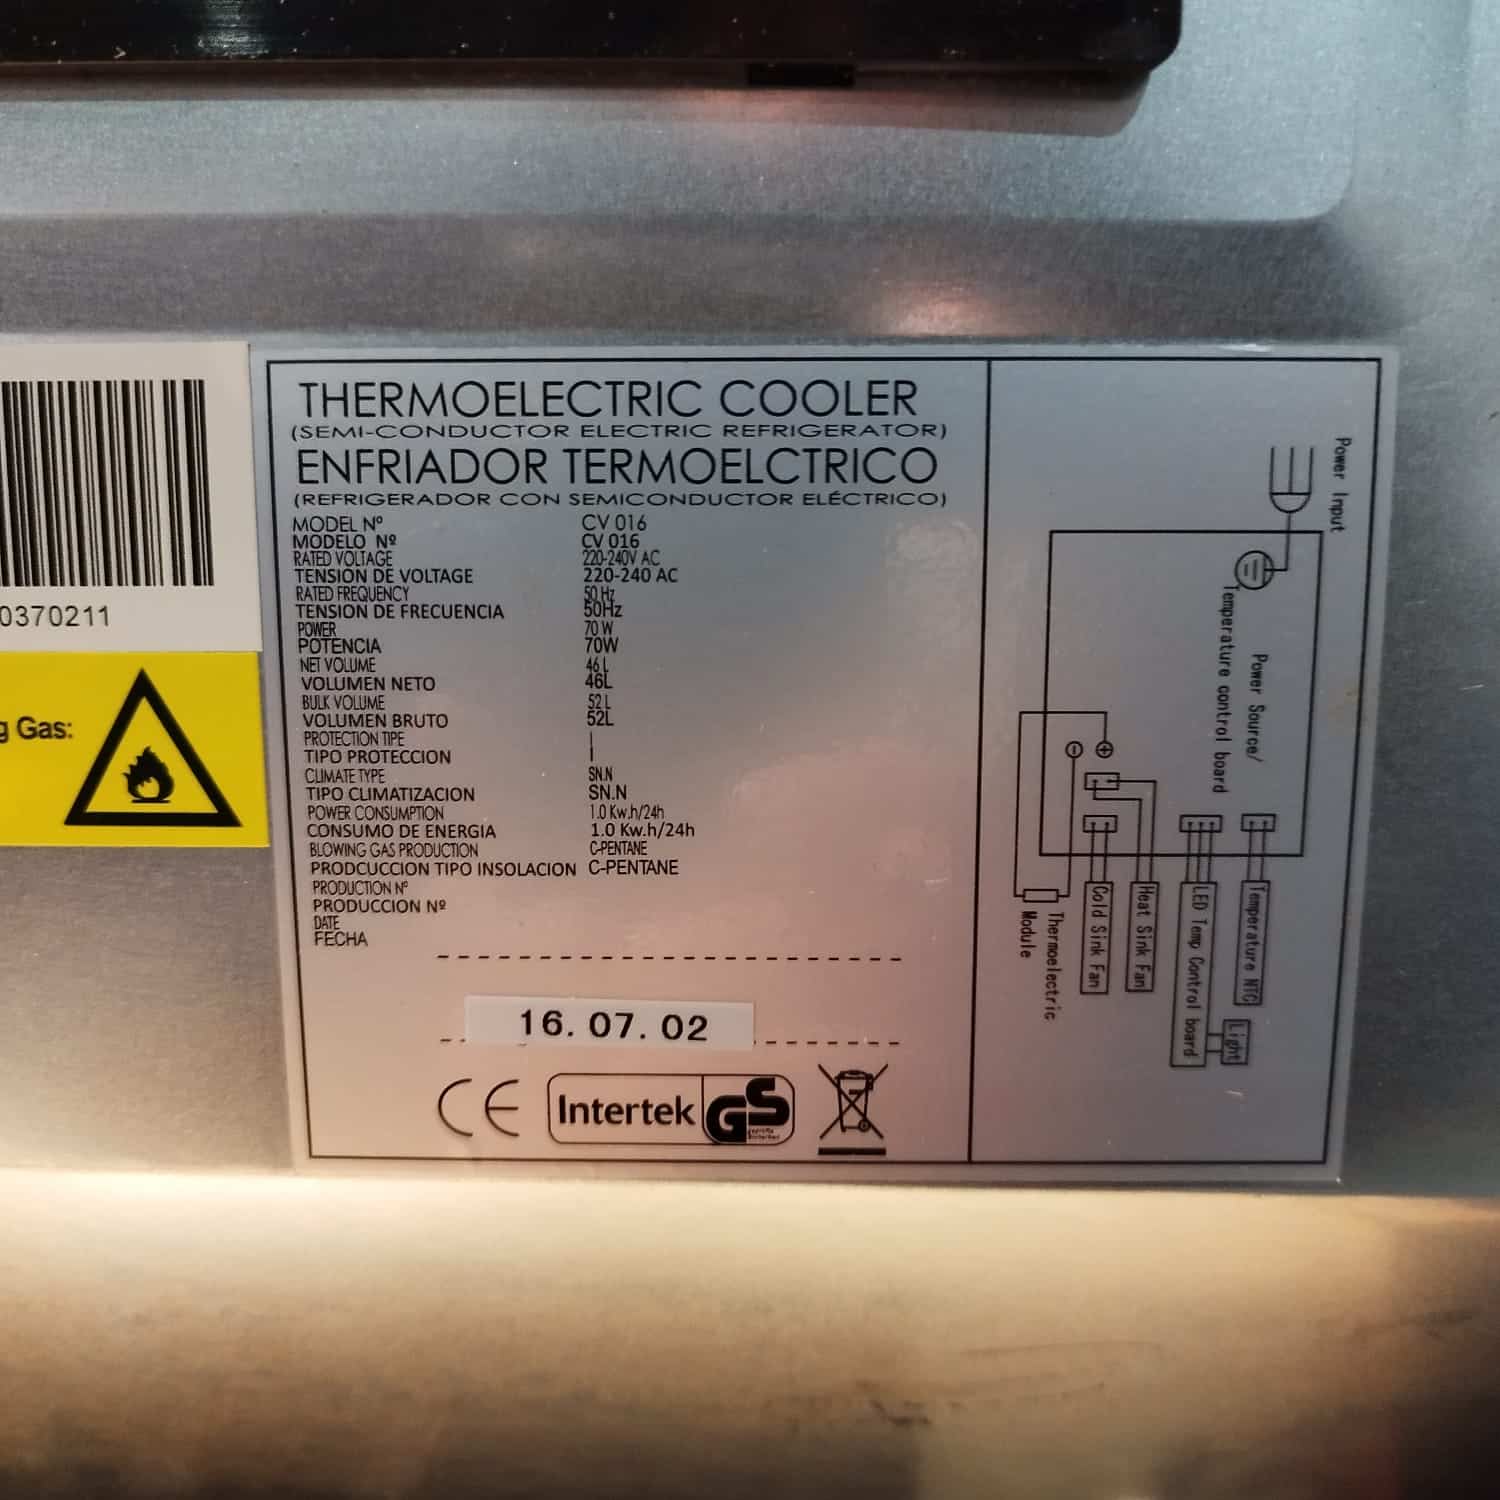 0370211
g Gas:
THERMOELECTRIC COOLER
(SEMI-CONDUCTOR ELECTRIC REFRIGERATOR)
ENFRIADOR TERMOELCTRICO
(REFRIGERADOR CON SEMICONDUCTOR ELÉCTRICO)
MODEL Nº CV 016
MODELO Nº CV 016
RATED VOLTAGE 220-240V AC
TENSION DE VOLTAGE 220-240 AC
RATED FREQUENCY 50 Hz
TENSION DE FRECUENCIA 50Hz
POWER 70 W
POTENCIA 70W
NET VOLUME 46 L
VOLUMEN NETO 46L
BULK VOLUME 52 L
VOLUMEN BRUTO 52L
PROTECTION TIPE I
TIPO PROTECCION I
CLIMATE TYPE SN.N
TIPO CLIMATIZACION SN.N
POWER CONSUMPTION 1.0 Kw.h/24h
CONSUMO DE ENERGIA 1.0 Kw.h/24h
BLOWING GAS PRODUCTION C-PENTANE
PRODCUCCION TIPO INSOLACION C-PENTANE
PRODUCTION Nº
PRODUCCION Nº
DATE
FECHA
16. 07. 02
CE Intertek GS
Power Input
Power Source/
Temperature control board
Temperature NTC
Light
LED Temp Control board
Heat Sink Fan
Cold Sink Fan
Thermoelectric
Module